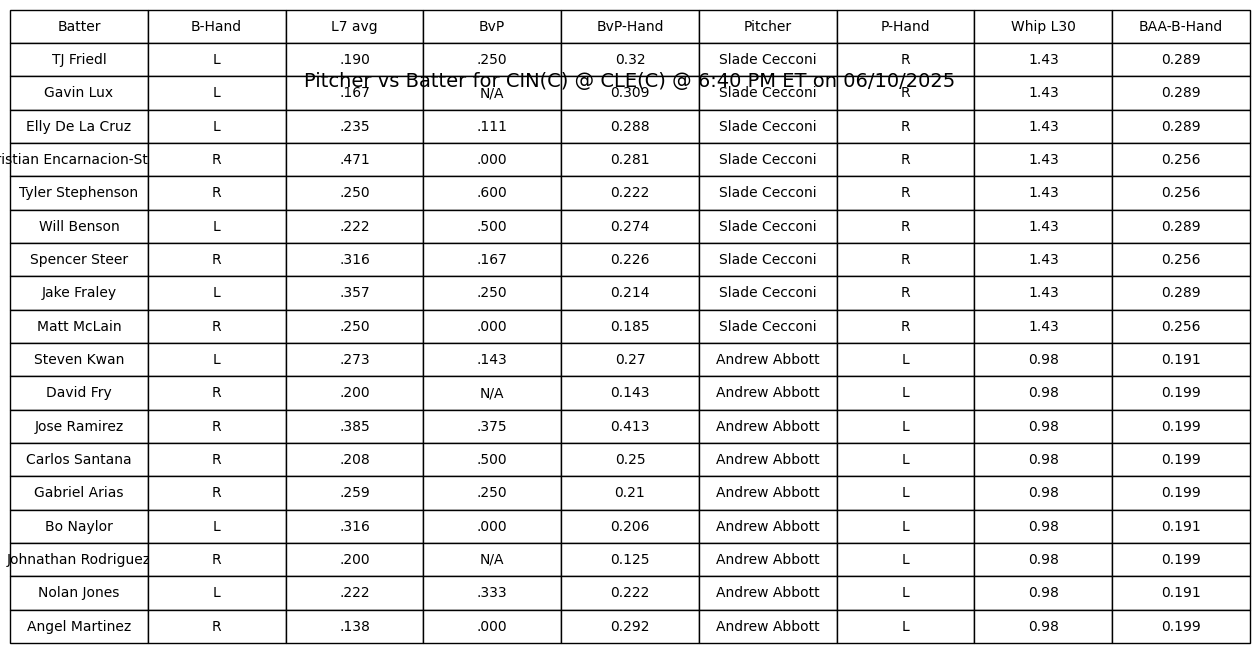 Batter B-Hand L7 avg BvP BvP-Hand Pitcher P-Hand Whip L30 BAA-B-Hand
TJ Friedl L .190 .250 0.32 Slade Cecconi R 1.43 0.289
Pitcher vs Batter for CIN(C) @ CLE(C) @ 6:40 PM ET on 06/10/2025
Gavin Lux L .167 N/A 0.309 Slade Cecconi R 1.43 0.289
Elly De La Cruz L .235 .111 0.288 Slade Cecconi R 1.43 0.289
istian Encarnacion-St R .471 .000 0.281 Slade Cecconi R 1.43 0.256
Tyler Stephenson R .250 .600 0.222 Slade Cecconi R 1.43 0.256
Will Benson L .222 .500 0.274 Slade Cecconi R 1.43 0.289
Spencer Steer R .316 .167 0.226 Slade Cecconi R 1.43 0.256
Jake Fraley L .357 .250 0.214 Slade Cecconi R 1.43 0.289
Matt McLain R .250 .000 0.185 Slade Cecconi R 1.43 0.256
Steven Kwan L .273 .143 0.27 Andrew Abbott L 0.98 0.191
David Fry R .200 N/A 0.143 Andrew Abbott L 0.98 0.199
Jose Ramirez R .385 .375 0.413 Andrew Abbott L 0.98 0.199
Carlos Santana R .208 .500 0.25 Andrew Abbott L 0.98 0.199
Gabriel Arias R .259 .250 0.21 Andrew Abbott L 0.98 0.199
Bo Naylor L .316 .000 0.206 Andrew Abbott L 0.98 0.191
Johnathan Rodriguez R .200 N/A 0.125 Andrew Abbott L 0.98 0.199
Nolan Jones L .222 .333 0.222 Andrew Abbott L 0.98 0.191
Angel Martinez R .138 .000 0.292 Andrew Abbott L 0.98 0.199